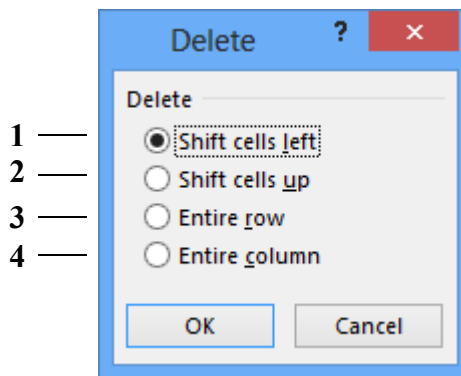 Delete ? ×
Delete
1 Shift cells left
2 Shift cells up
3 Entire row
4 Entire column
OK Cancel